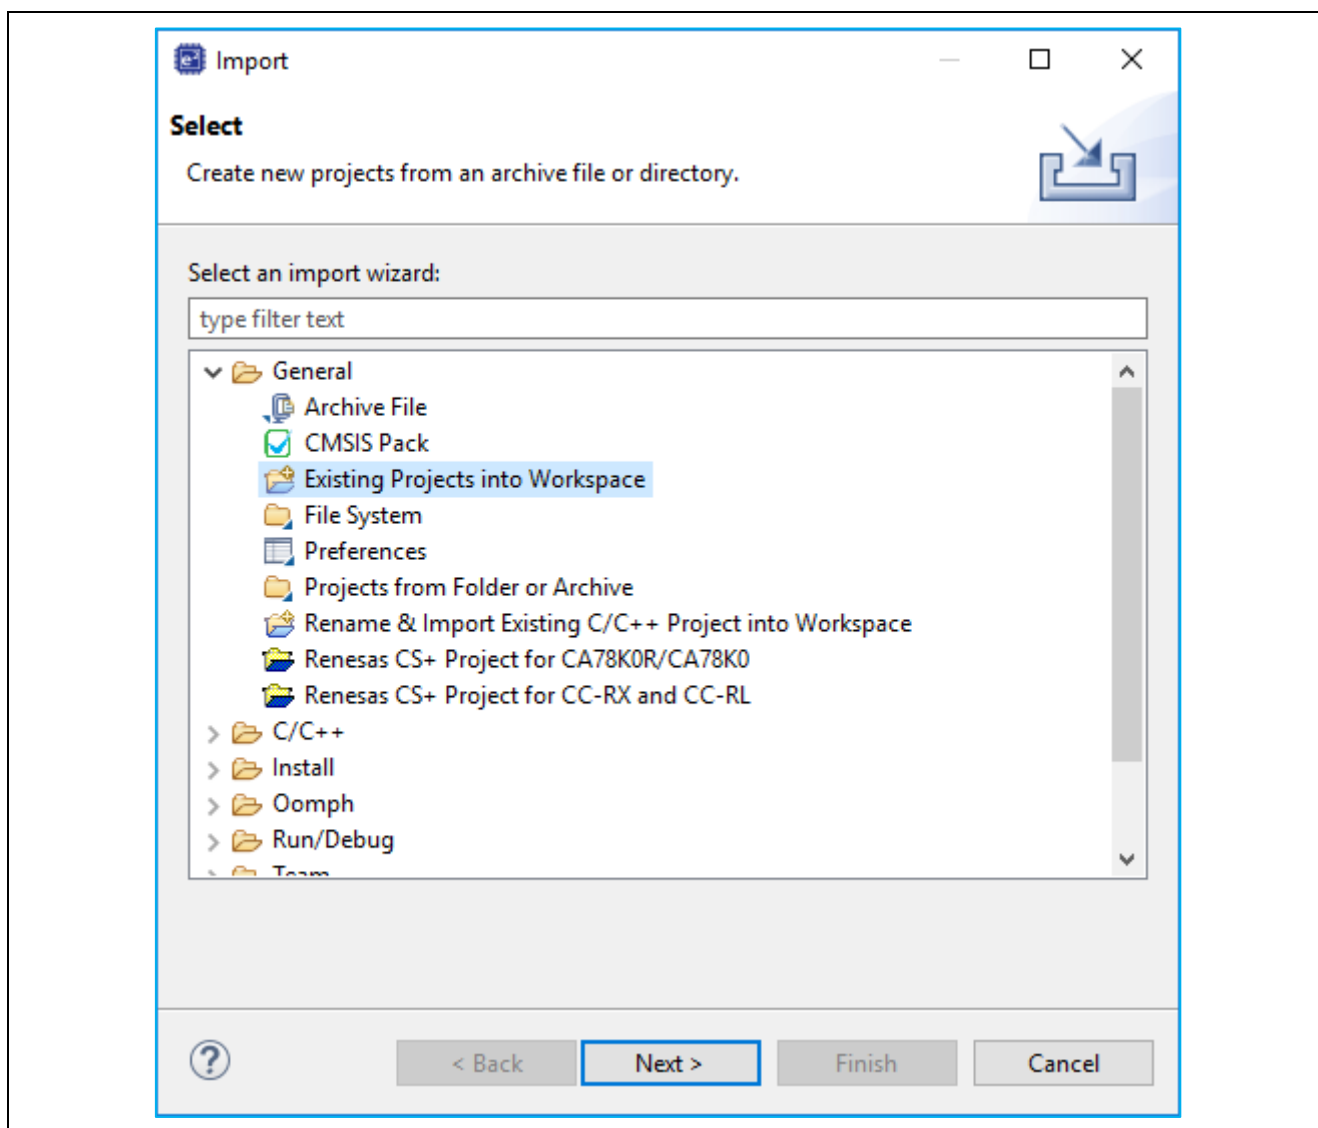 Import
Select
Create new projects from an archive file or directory.
Select an import wizard:
type filter text
General
Archive File
CMSIS Pack
Existing Projects into Workspace
File System
Preferences
Projects from Folder or Archive
Rename & Import Existing C/C++ Project into Workspace
Renesas CS+ Project for CA78K0R/CA78K0
Renesas CS+ Project for CC-RX and CC-RL
C/C++
Install
Oomph
Run/Debug
Team
< Back Next > Finish Cancel